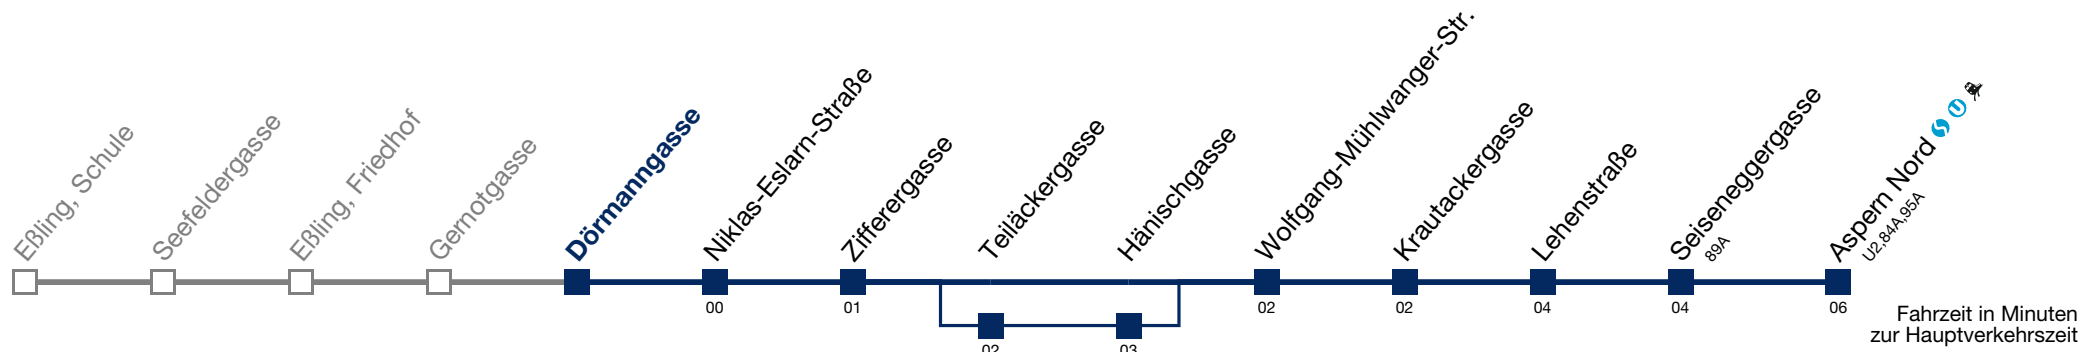 Eßling, Schule
Seefeldergasse
Eßling, Friedhof
Gernotgasse
Dörmanngasse
Niklas-Eslarn-Straße
Zifferergasse
Teiläckergasse
Hänischgasse
Wolfgang-Mühlwanger-Str.
Krautackergasse
Lehenstraße
Seiseneggergasse
89A
Aspern Nord S U
U2,84A,95A
00
01
02
03
02
02
04
04
06
Fahrzeit in Minuten
zur Hauptverkehrszeit